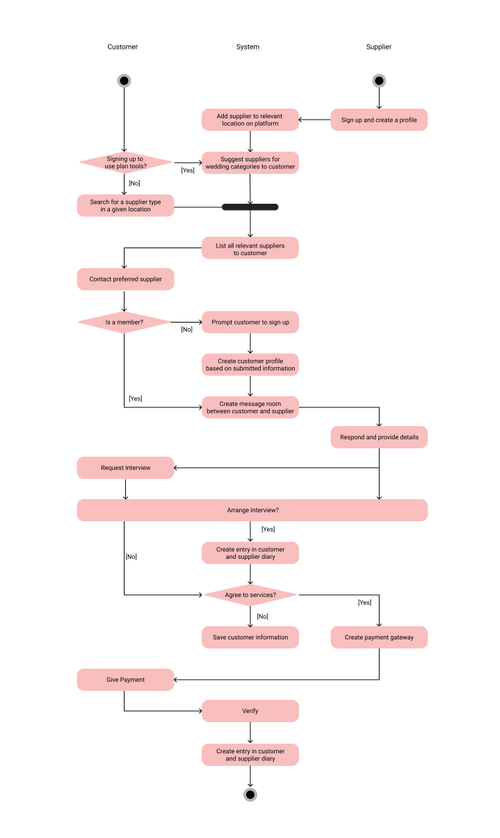 Customer
System
Supplier
Add supplier to relevant
location on platform
Sign up and create a profile
Signing up to
use plan tools?
[Yes]
Suggest suppliers for
wedding categories to customer
[No]
Search for a supplier type
in a given location
List all relevant suppliers
to customer
Contact preferred supplier
Is a member?
[No]
Prompt customer to sign up
Create customer profile
based on submitted information
[Yes]
Create message room
between customer and supplier
Respond and provide details
Request Interview
Arrange Interview?
[Yes]
Create entry in customer
and supplier diary
[No]
Agree to services?
[Yes]
[No]
Save customer information
Create payment gateway
Give Payment
Verify
Create entry in customer
and supplier diary